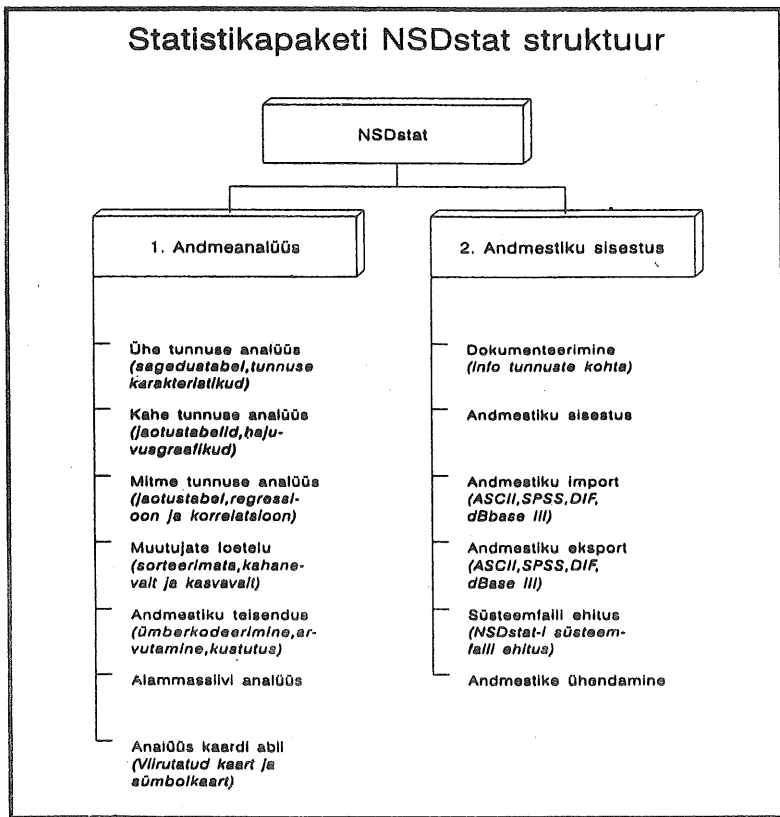 Statistikapaketi NSDstat struktuur
NSDstat
1. Andmeanalüüs
Ühe tunnuse analüüs
(sagedustabel,tunnuse
karakteristikud)
Kahe tunnuse analüüs
(jaotustabelid,haju-
vusgraafikud)
Mitme tunnuse analüüs
(jaotustabel,regressi-
oon ja korrelatsioon)
Muutujate loetelu
(sorteerimata,kahane-
valt ja kasvavalt)
Andmestiku teisendus
(ümberkodeerimine,ar-
vutamine,kustutus)
Alammassiivi analüüs
Analüüs kaardi abil
(Viirutatud kaart ja
sümbolkaart)
2. Andmestiku sisestus
Dokumenteerimine
(info tunnuste kohta)
Andmestiku sisestus
Andmestiku import
(ASCII,SPSS,DIF,
dBbase III)
Andmestiku eksport
(ASCII,SPSS,DIF,
dBase III)
Süsteemfaili ehitus
(NSDstat-i süsteem-
faili ehitus)
Andmestike ühendamine